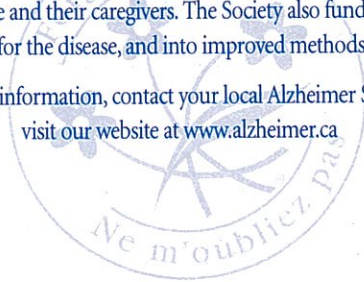 e and their caregivers. The Society also fund
for the disease, and into improved methods
information, contact your local Alzheimer S
visit our website at www.alzheimer.ca
Ne m'oubliez pas